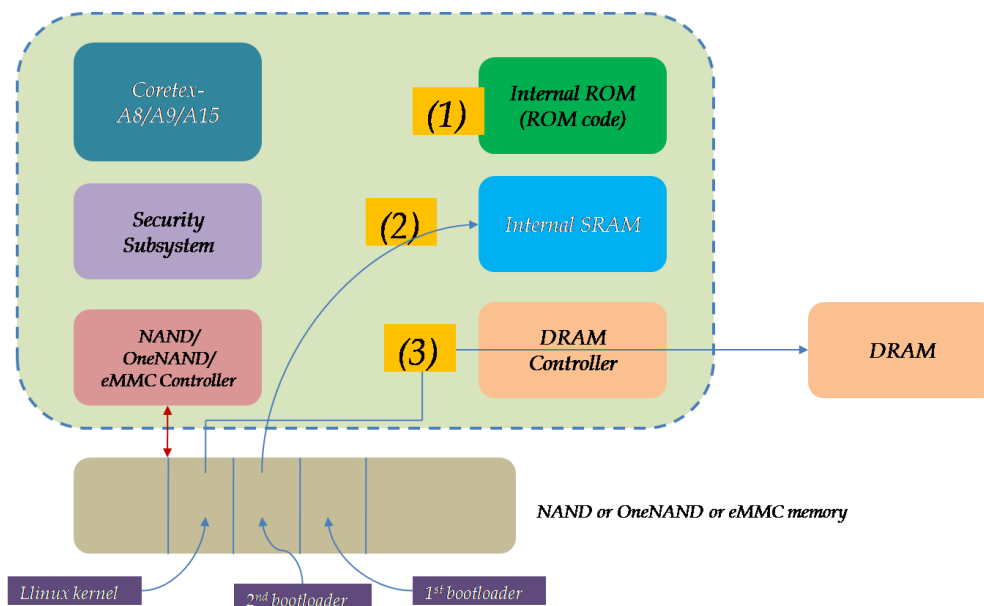 Coretex-
A8/A9/A15
(1)
Internal ROM
(ROM code)
Security
Subsystem
(2)
Internal SRAM
NAND/
OneNAND/
eMMC Controller
(3)
DRAM
Controller
DRAM
NAND or OneNAND or eMMC memory
Llinux kernel
2nd bootloader
1st bootloader